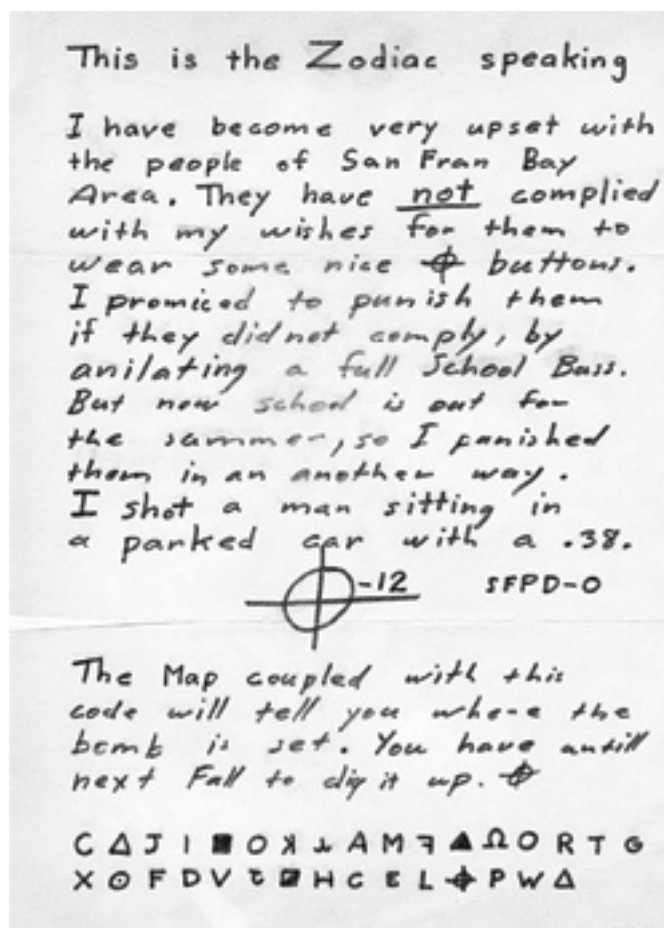 This is the Zodiac speaking
I have become very upset with
the people of San Fran Bay
Area. They have not complied
with my wishes for them to
wear some nice ⌖ buttons.
I promiced to punish them
if they did not comply, by
anilating a full School Buss.
But now school is out for
the summer, so I punished
them in an another way.
I shot a man sitting in
a parked car with a .38.
⌖-12 SFPD-0
The Map coupled with this
code will tell you where the
bomb is set. You have untill
next Fall to dig it up. ⌖
C Δ J I ■ O ꓘ ⅄ A M ꟻ ▲ Ω O R T G
X ⊙ F D V ◪ H C E L ⌖ P W Δ